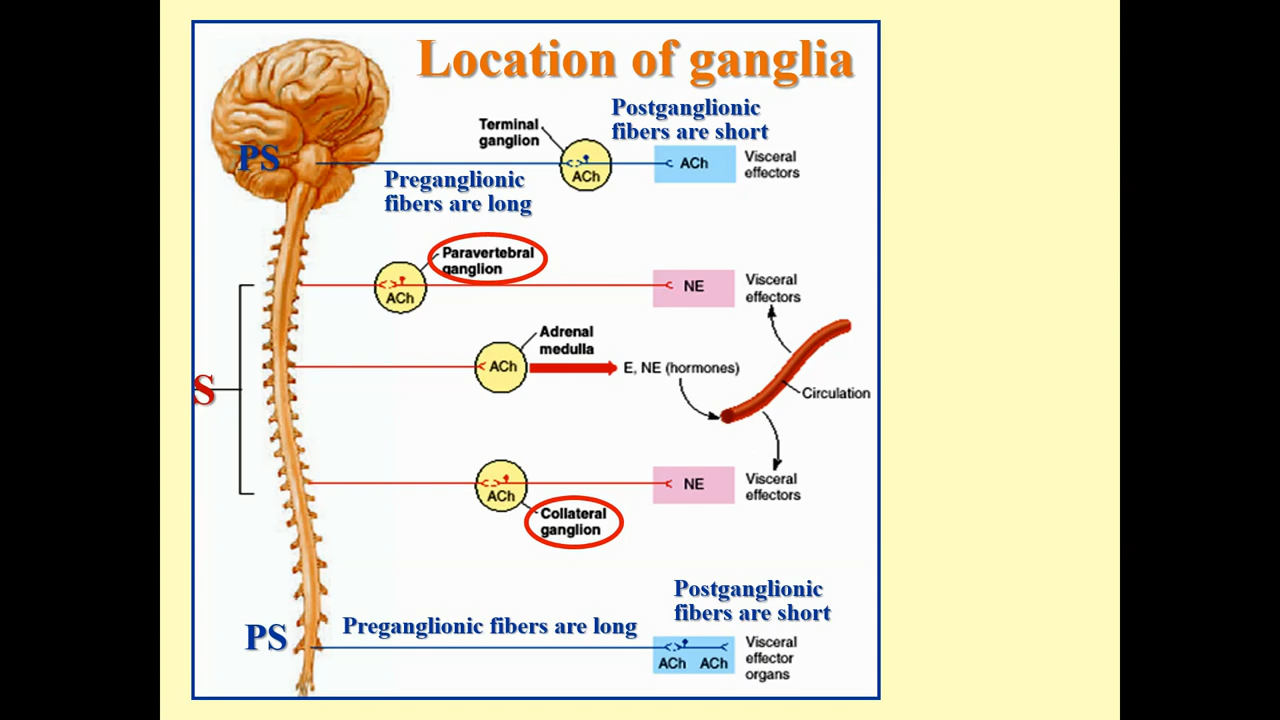 Location of ganglia
Postganglionic
fibers are short
Terminal
ganglion
PS
ACh
ACh
Visceral
effectors
Preganglionic
fibers are long
Paravertebral
ganglion
ACh
NE
Visceral
effectors
Adrenal
medulla
ACh
E, NE (hormones)
S
Circulation
ACh
NE
Visceral
effectors
Collateral
ganglion
Postganglionic
fibers are short
PS
Preganglionic fibers are long
ACh ACh
Visceral
effector
organs